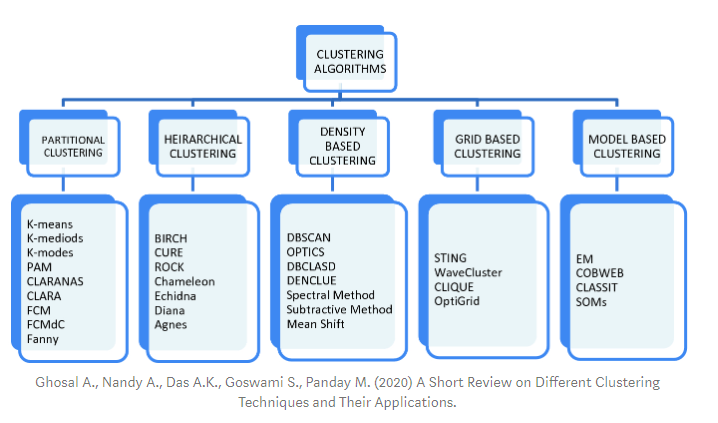 CLUSTERING
ALGORITHMS
PARTITIONAL
CLUSTERING
HEIRARCHICAL
CLUSTERING
DENSITY
BASED
CLUSTERING
GRID BASED
CLUSTERING
MODEL BASED
CLUSTERING
K-means
K-mediods
K-modes
PAM
CLARANAS
CLARA
FCM
FCMdC
Fanny
BIRCH
CURE
ROCK
Chameleon
Echidna
Diana
Agnes
DBSCAN
OPTICS
DBCLASD
DENCLUE
Spectral Method
Subtractive Method
Mean Shift
STING
WaveCluster
CLIQUE
OptiGrid
EM
COBWEB
CLASSIT
SOMs
Ghosal A., Nandy A., Das A.K., Goswami S., Panday M. (2020) A Short Review on Different Clustering
Techniques and Their Applications.